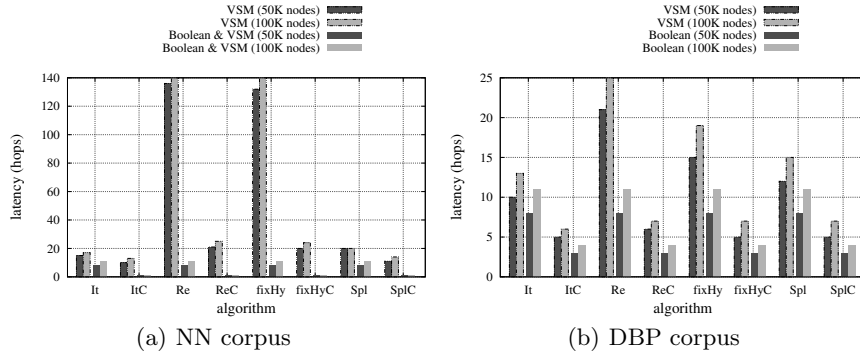 VSM (50K nodes)
VSM (100K nodes)
Boolean & VSM (50K nodes)
Boolean & VSM (100K nodes)
140
120
100
80
60
40
20
0
latency (hops)
It ItC Re ReC fixHy fixHyC Spl SplC
algorithm
(a) NN corpus
VSM (50K nodes)
VSM (100K nodes)
Boolean (50K nodes)
Boolean (100K nodes)
25
20
15
10
5
0
latency (hops)
It ItC Re ReC fixHy fixHyC Spl SplC
algorithm
(b) DBP corpus